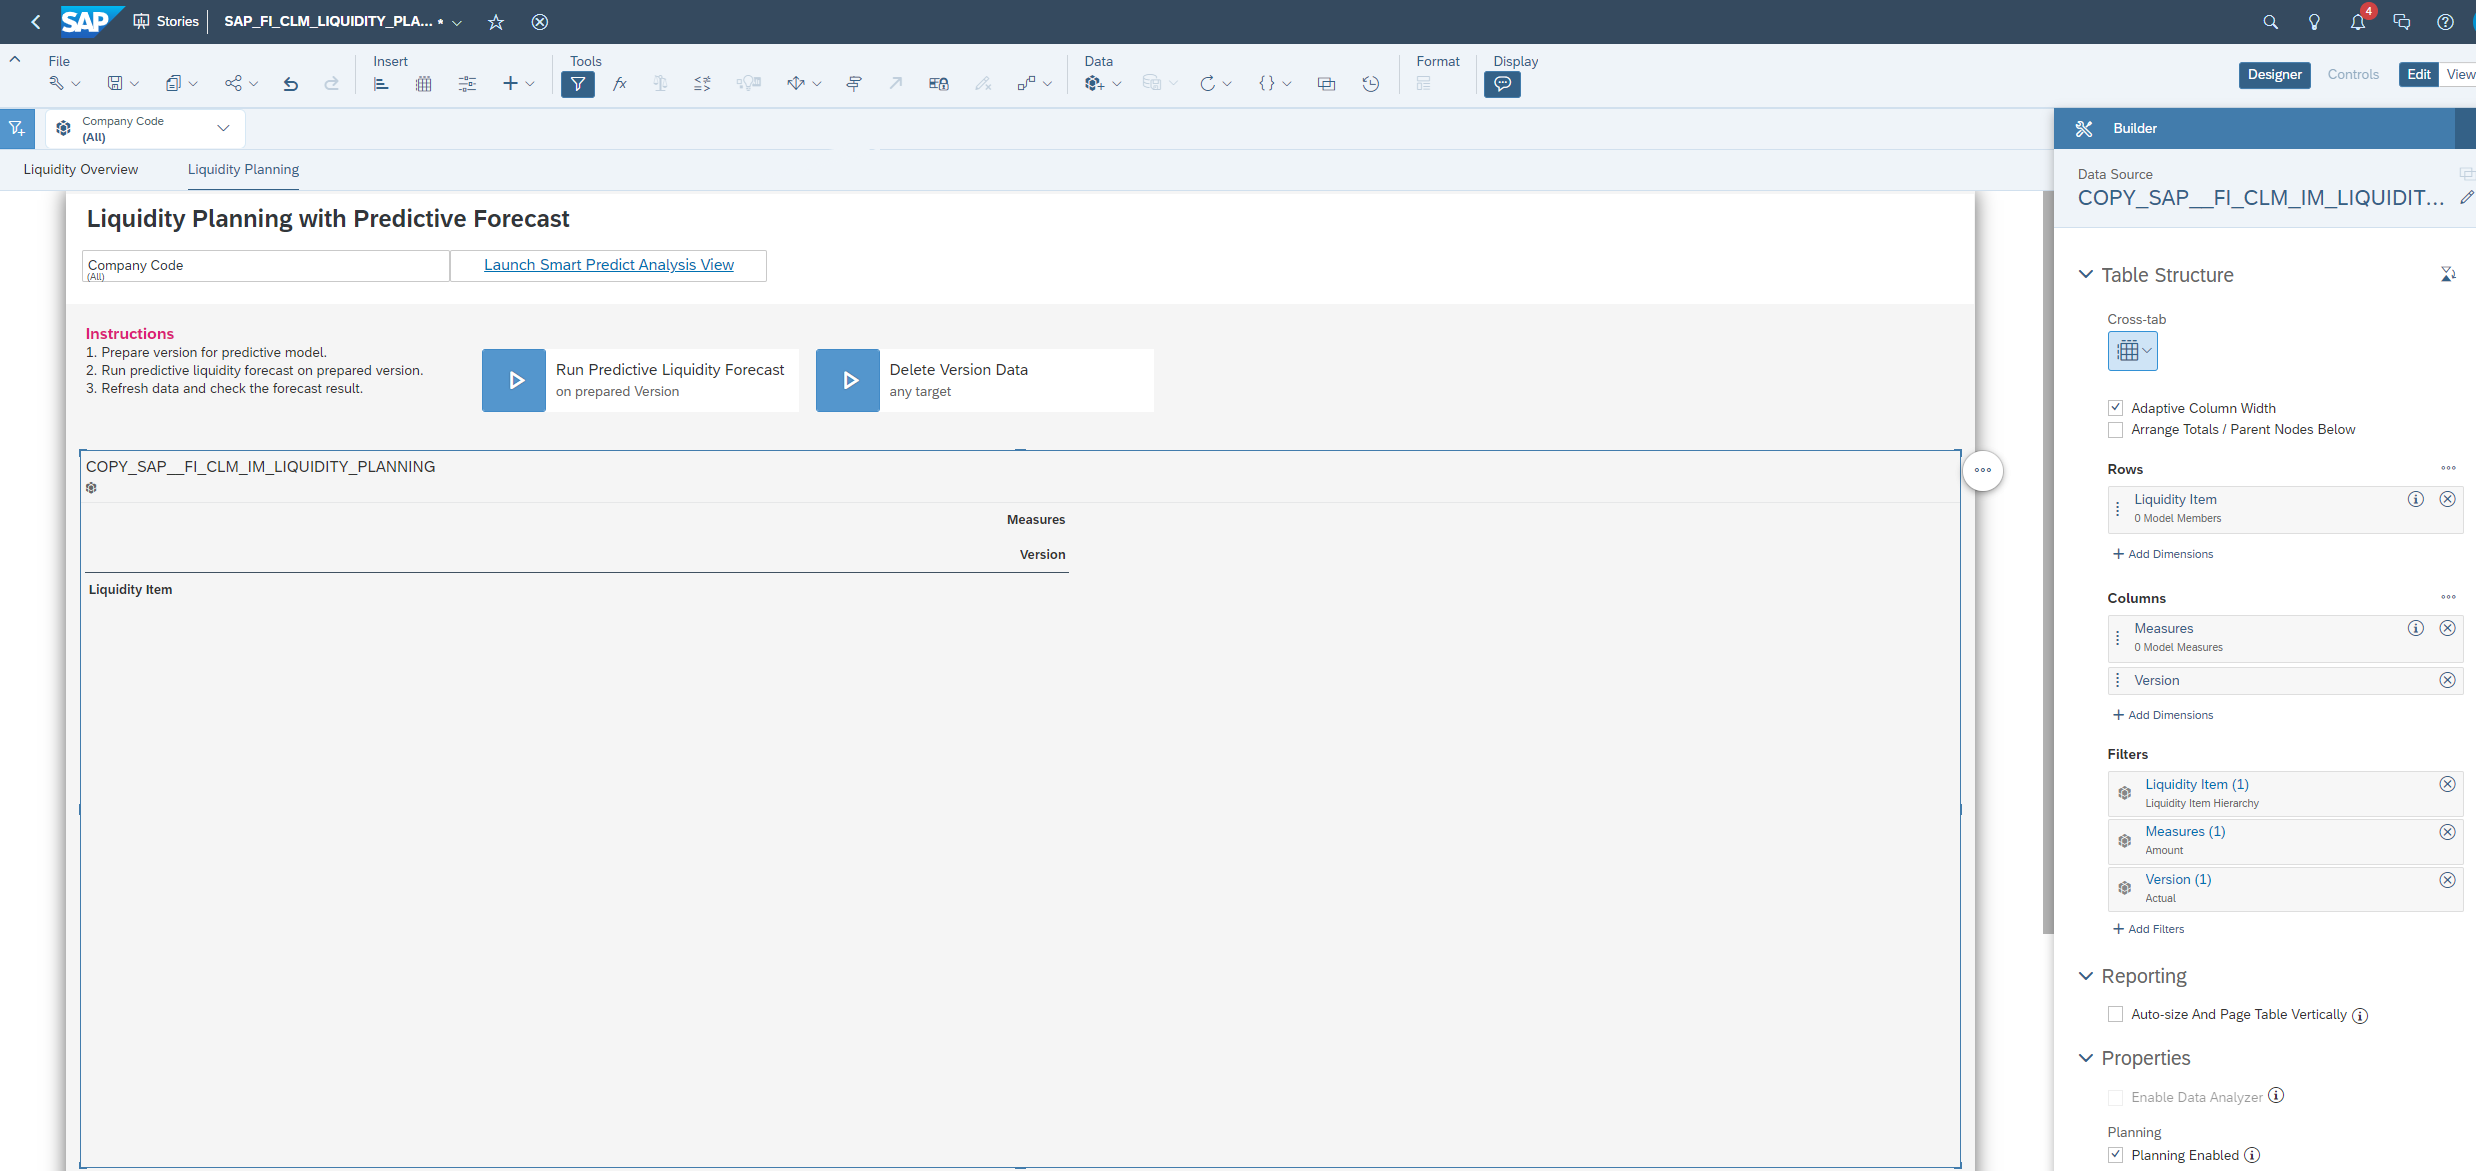 SAP Stories SAP_FI_CLM_LIQUIDITY_PLA... * 4
File Insert Tools Data Format Display
Designer Controls Edit View
Company Code
(All)
Liquidity Overview Liquidity Planning
Liquidity Planning with Predictive Forecast
Company Code
(All)
Launch Smart Predict Analysis View
Instructions
1. Prepare version for predictive model.
2. Run predictive liquidity forecast on prepared version.
3. Refresh data and check the forecast result.
Run Predictive Liquidity Forecast
on prepared Version
Delete Version Data
any target
COPY_SAP__FI_CLM_IM_LIQUIDITY_PLANNING
Measures
Version
Liquidity Item
Builder
Data Source
COPY_SAP__FI_CLM_IM_LIQUIDIT...
Table Structure
Cross-tab
Adaptive Column Width
Arrange Totals / Parent Nodes Below
Rows
Liquidity Item
0 Model Members
+ Add Dimensions
Columns
Measures
0 Model Measures
Version
+ Add Dimensions
Filters
Liquidity Item (1)
Liquidity Item Hierarchy
Measures (1)
Amount
Version (1)
Actual
+ Add Filters
Reporting
Auto-size And Page Table Vertically
Properties
Enable Data Analyzer
Planning
Planning Enabled